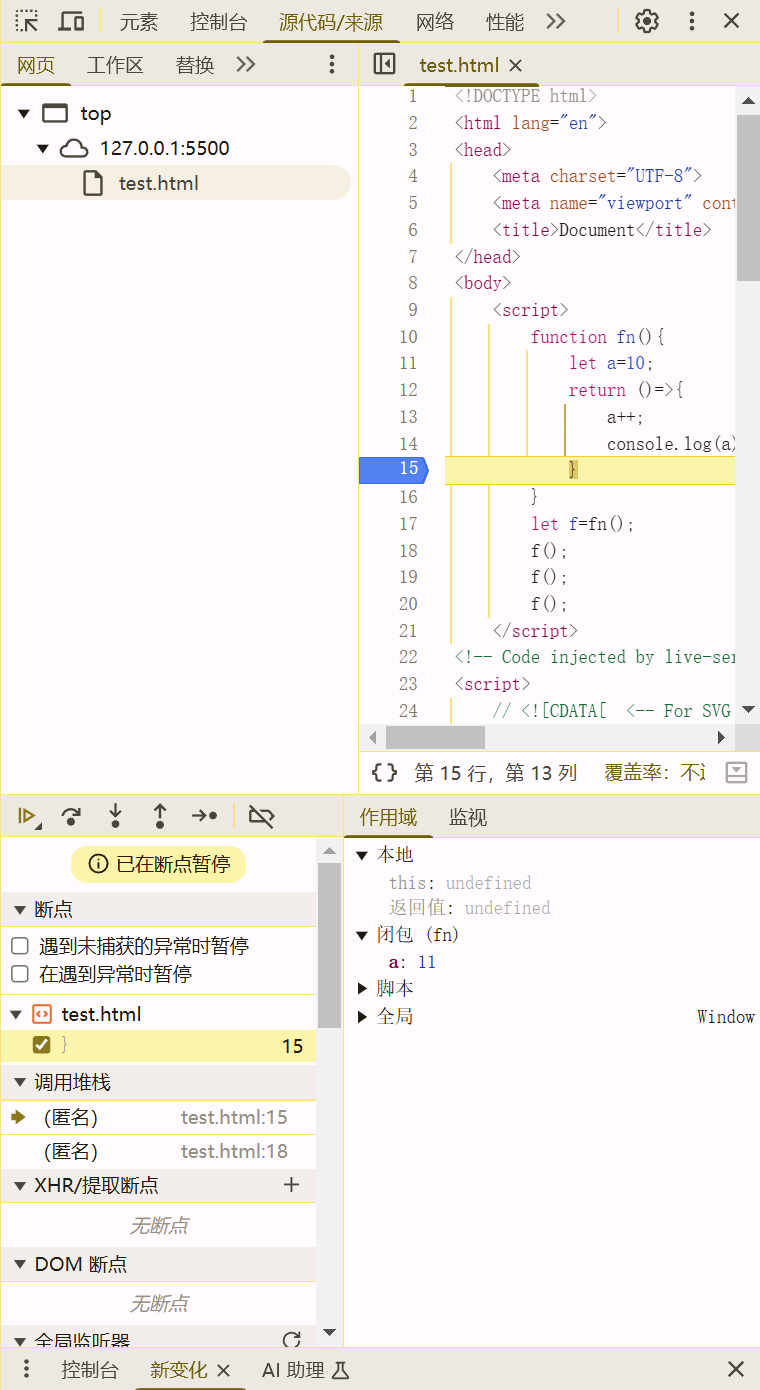 元素 控制台 源代码/来源 网络 性能
网页 工作区 替换
test.html
top
127.0.0.1:5500
test.html
1 <!DOCTYPE html>
2 <html lang="en">
3 <head>
4 <meta charset="UTF-8">
5 <meta name="viewport" cont
6 <title>Document</title>
7 </head>
8 <body>
9 <script>
10 function fn(){
11 let a=10;
12 return ()=>{
13 a++;
14 console.log(a)
15 }
16 }
17 let f=fn();
18 f();
19 f();
20 f();
21 </script>
22 <!-- Code injected by live-ser
23 <script>
24 // <![CDATA[ <-- For SVG
{} 第 15 行，第 13 列 覆盖率：不
作用域 监视
已在断点暂停
断点
遇到未捕获的异常时暂停
在遇到异常时暂停
test.html
} 15
调用堆栈
(匿名) test.html:15
(匿名) test.html:18
XHR/提取断点
无断点
DOM 断点
无断点
全局监听器
本地
this: undefined
返回值: undefined
闭包 (fn)
a: 11
脚本
全局 Window
控制台 新变化 AI 助理